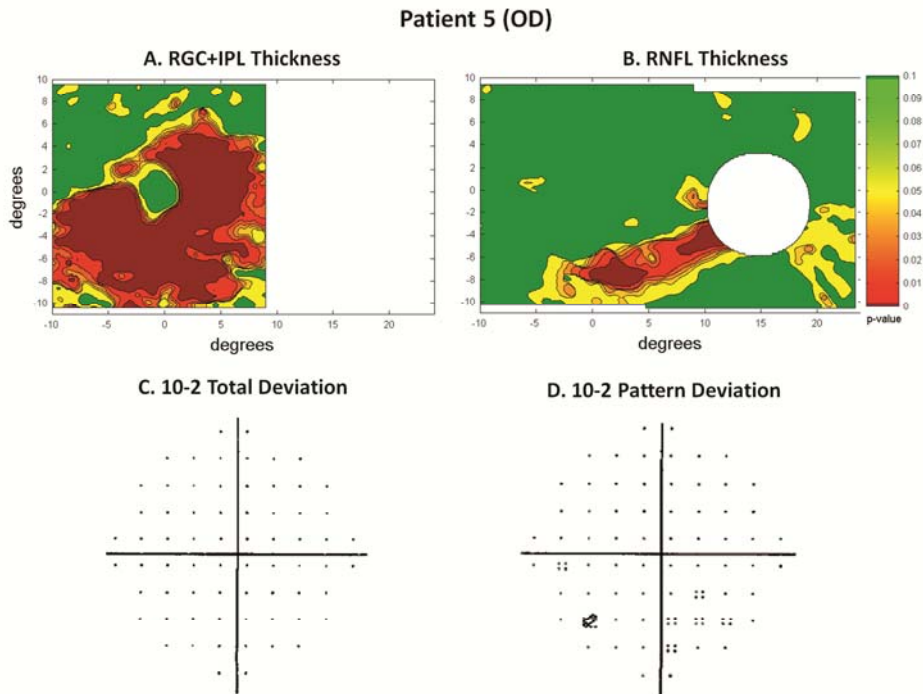 Patient 5 (OD)
A. RGC+IPL Thickness
B. RNFL Thickness
10
8
6
4
2
0
-2
-4
-6
-8
-10
degrees
-10 -5 0 5 10 15 20
degrees
10
8
6
4
2
0
-2
-4
-6
-8
-10
degrees
-10 -5 0 5 10 15 20
degrees
0.1
0.09
0.08
0.07
0.06
0.05
0.04
0.03
0.02
0.01
0
p-value
C. 10-2 Total Deviation
D. 10-2 Pattern Deviation